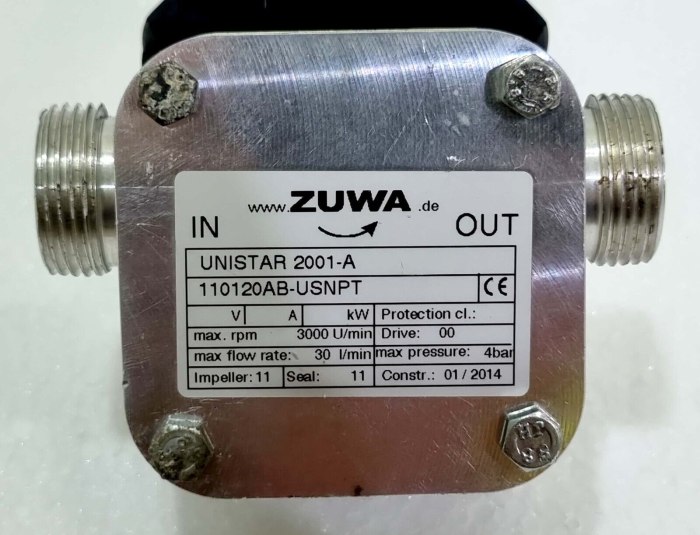 www.ZUWA.de
IN OUT
UNISTAR 2001-A
110120AB-USNPT CE
V A kW Protection cl.:
max. rpm 3000 U/min Drive: 00
max flow rate: 30 l/min max pressure: 4bar
Impeller: 11 Seal: 11 Constr.: 01 / 2014